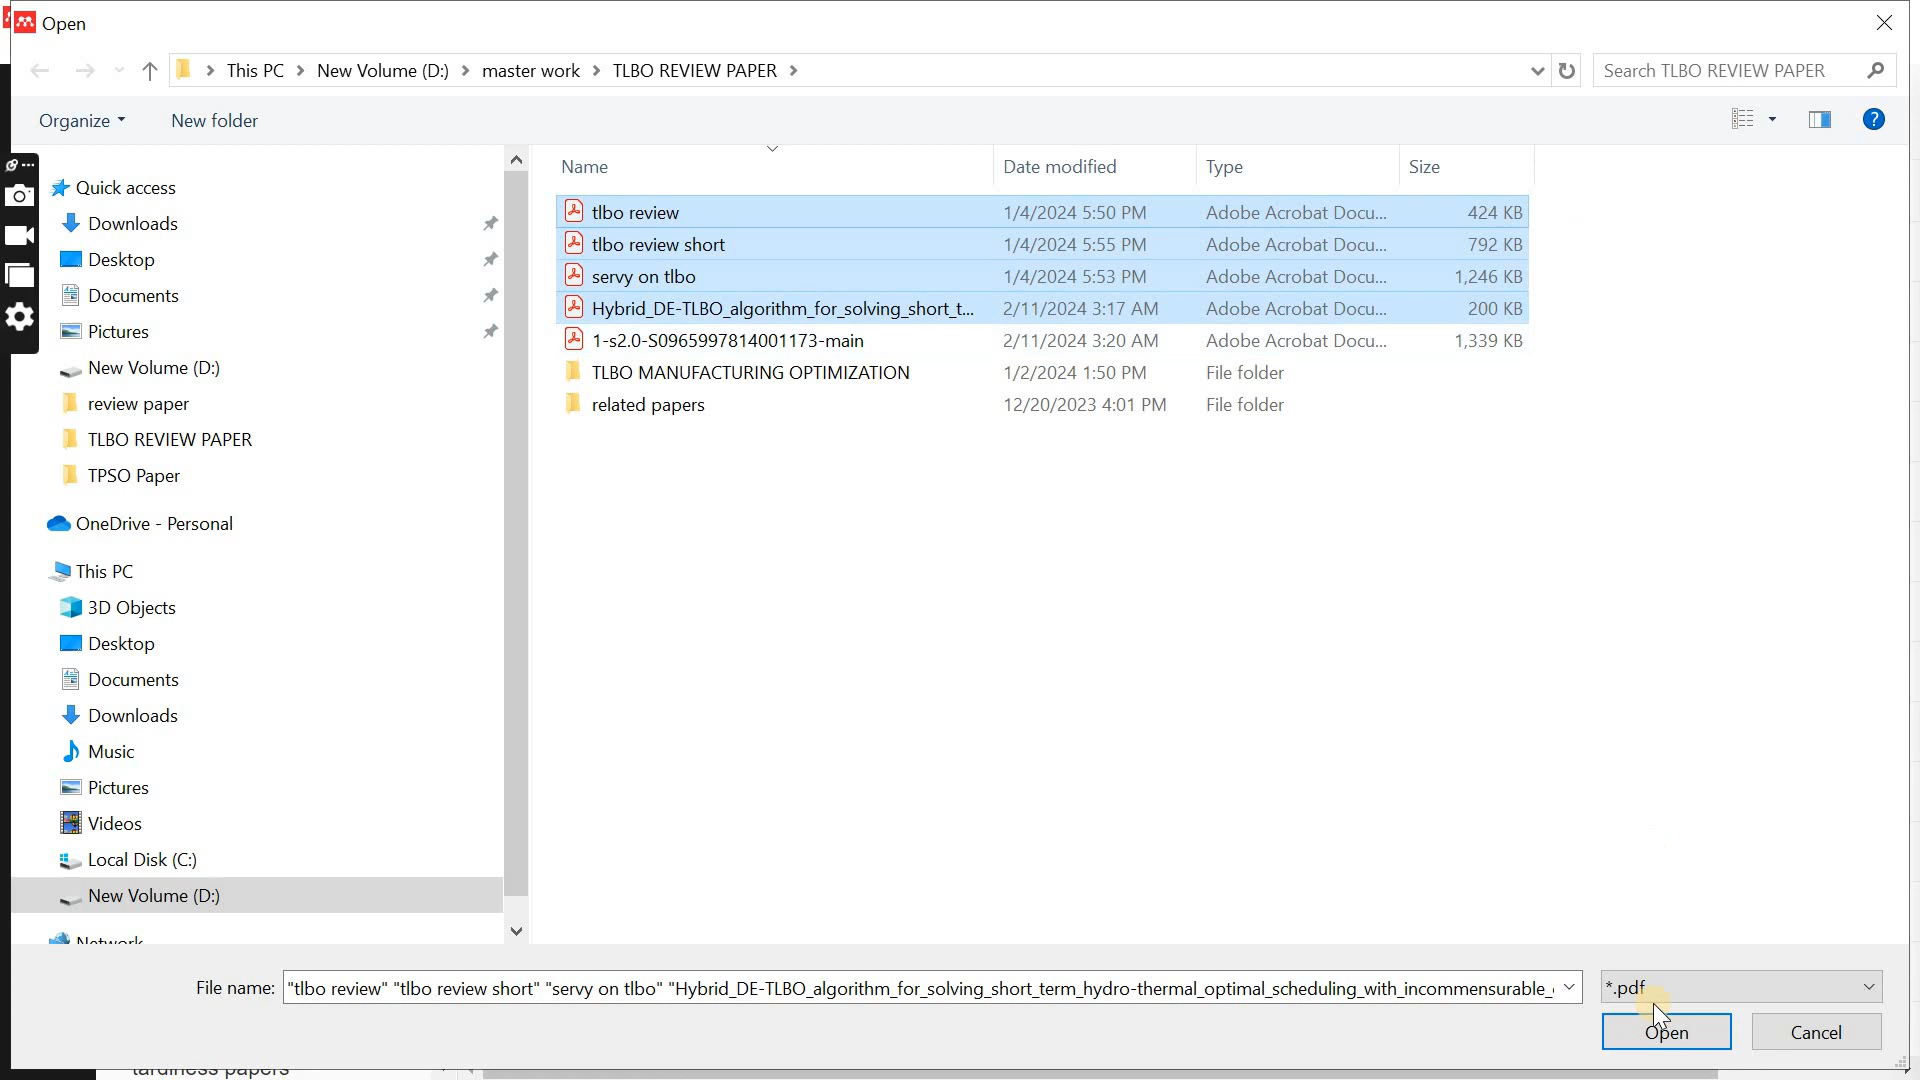 Open
This PC > New Volume (D:) > master work > TLBO REVIEW PAPER >
Search TLBO REVIEW PAPER
Organize
New folder
?
Name
Date modified
Type
Size
Quick access
Downloads
Desktop
Documents
Pictures
New Volume (D:)
review paper
TLBO REVIEW PAPER
TPSO Paper
OneDrive - Personal
This PC
3D Objects
Desktop
Documents
Downloads
Music
Pictures
Videos
Local Disk (C:)
New Volume (D:)
Network
tlbo review 1/4/2024 5:50 PM Adobe Acrobat Docu... 424 KB
tlbo review short 1/4/2024 5:55 PM Adobe Acrobat Docu... 792 KB
servy on tlbo 1/4/2024 5:53 PM Adobe Acrobat Docu... 1,246 KB
Hybrid_DE-TLBO_algorithm_for_solving_short_t... 2/11/2024 3:17 AM Adobe Acrobat Docu... 200 KB
1-s2.0-S0965997814001173-main 2/11/2024 3:20 AM Adobe Acrobat Docu... 1,339 KB
TLBO MANUFACTURING OPTIMIZATION 1/2/2024 1:50 PM File folder
related papers 12/20/2023 4:01 PM File folder
File name: "tlbo review" "tlbo review short" "servy on tlbo" "Hybrid_DE-TLBO_algorithm_for_solving_short_term_hydro-thermal_optimal_scheduling_with_incommensurable_
*.pdf
Open
Cancel
tardiness papers